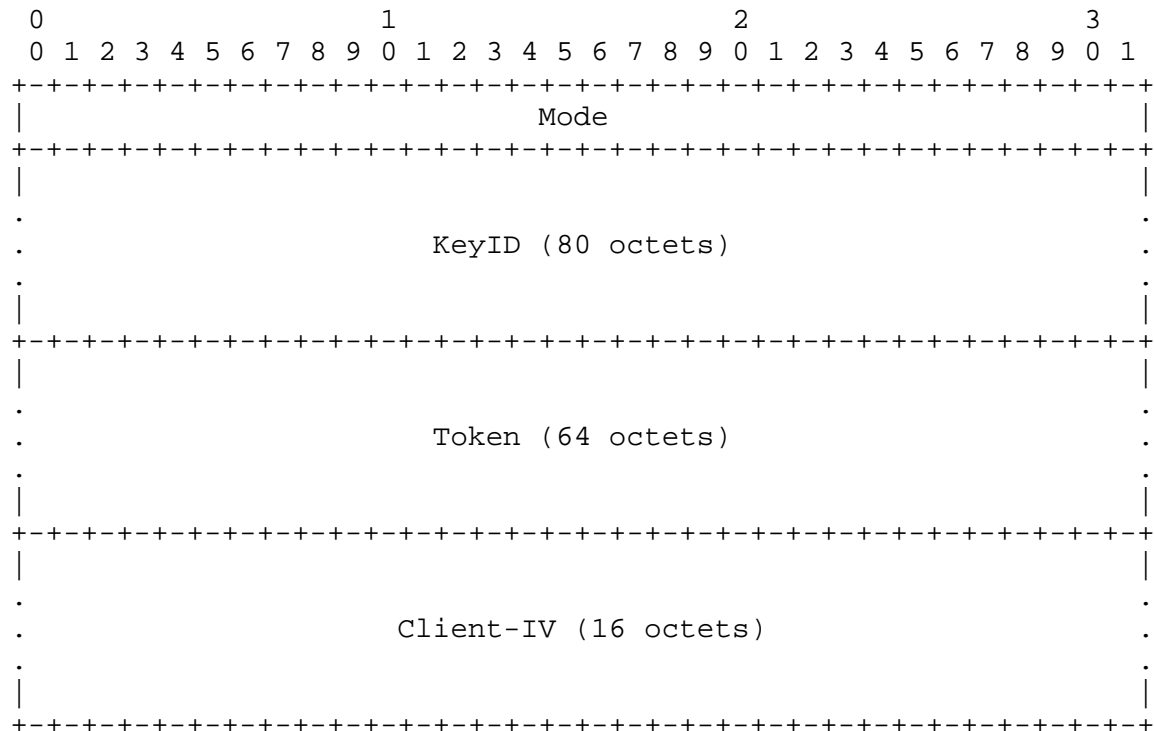 0                   1                   2                   3
 0 1 2 3 4 5 6 7 8 9 0 1 2 3 4 5 6 7 8 9 0 1 2 3 4 5 6 7 8 9 0 1
+-+-+-+-+-+-+-+-+-+-+-+-+-+-+-+-+-+-+-+-+-+-+-+-+-+-+-+-+-+-+-+-+
|                             Mode                              |
+-+-+-+-+-+-+-+-+-+-+-+-+-+-+-+-+-+-+-+-+-+-+-+-+-+-+-+-+-+-+-+-+
|                                                               |
.                                                               .
.                       KeyID (80 octets)                       .
.                                                               .
|                                                               |
+-+-+-+-+-+-+-+-+-+-+-+-+-+-+-+-+-+-+-+-+-+-+-+-+-+-+-+-+-+-+-+-+
|                                                               |
.                                                               .
.                       Token (64 octets)                       .
.                                                               .
|                                                               |
+-+-+-+-+-+-+-+-+-+-+-+-+-+-+-+-+-+-+-+-+-+-+-+-+-+-+-+-+-+-+-+-+
|                                                               |
.                                                               .
.                     Client-IV (16 octets)                     .
.                                                               .
|                                                               |
+-+-+-+-+-+-+-+-+-+-+-+-+-+-+-+-+-+-+-+-+-+-+-+-+-+-+-+-+-+-+-+-+